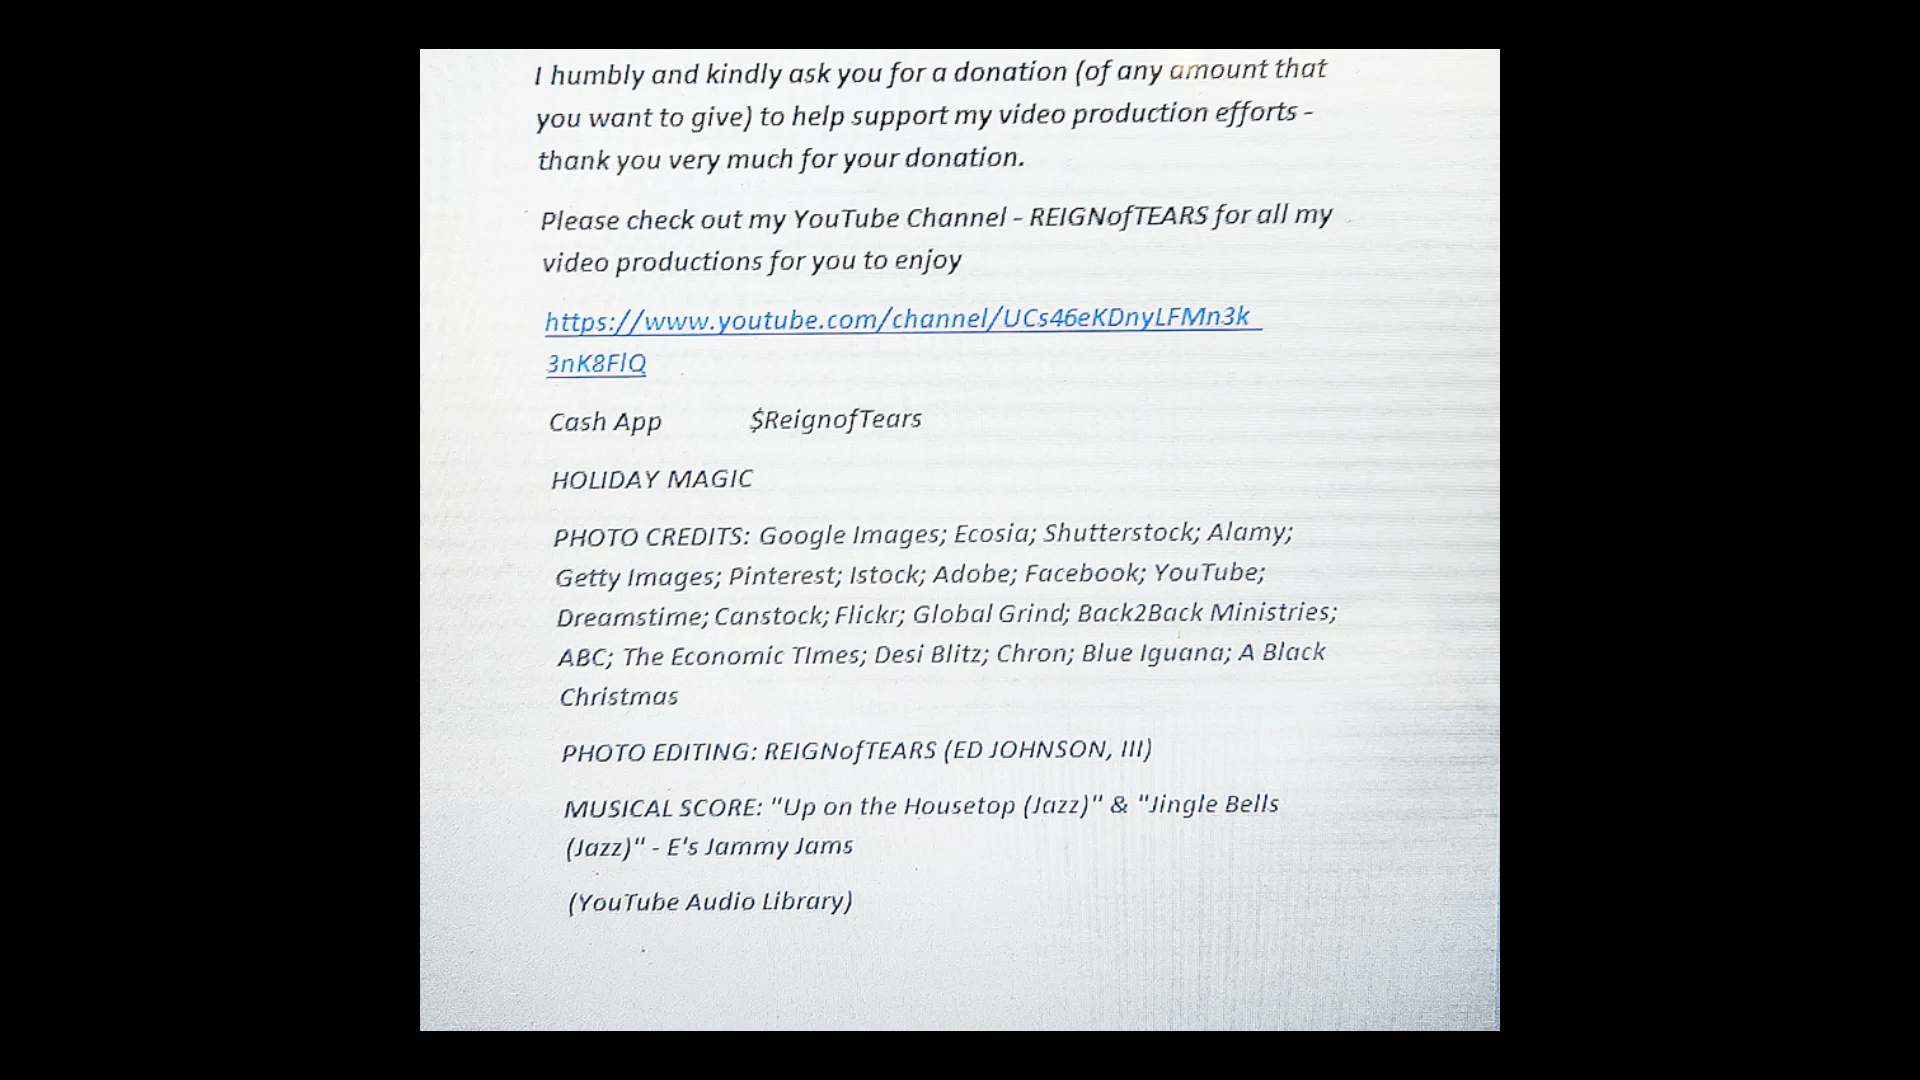 I humbly and kindly ask you for a donation (of any amount that
you want to give) to help support my video production efforts -
thank you very much for your donation.
Please check out my YouTube Channel - REIGNofTEARS for all my
video productions for you to enjoy
https://www.youtube.com/channel/UCs46eKDnyLFMn3k_
3nK8FlQ
Cash App $ReignofTears
HOLIDAY MAGIC
PHOTO CREDITS: Google Images; Ecosia; Shutterstock; Alamy;
Getty Images; Pinterest; Istock; Adobe; Facebook; YouTube;
Dreamstime; Canstock; Flickr; Global Grind; Back2Back Ministries;
ABC; The Economic TImes; Desi Blitz; Chron; Blue Iguana; A Black
Christmas
PHOTO EDITING: REIGNofTEARS (ED JOHNSON, III)
MUSICAL SCORE: "Up on the Housetop (Jazz)" & "Jingle Bells
(Jazz)" - E's Jammy Jams
(YouTube Audio Library)